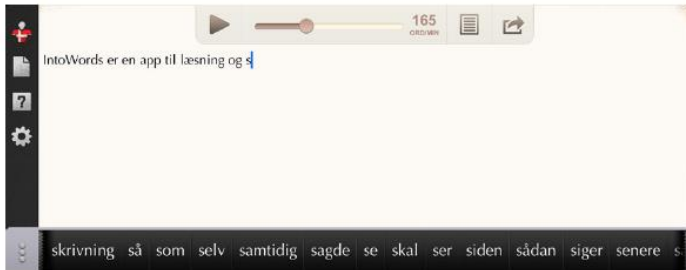 165
ORD/MIN
IntoWords er en app til læsning og s
?
skrivning så som selv samtidig sagde se skal ser siden sådan siger senere s